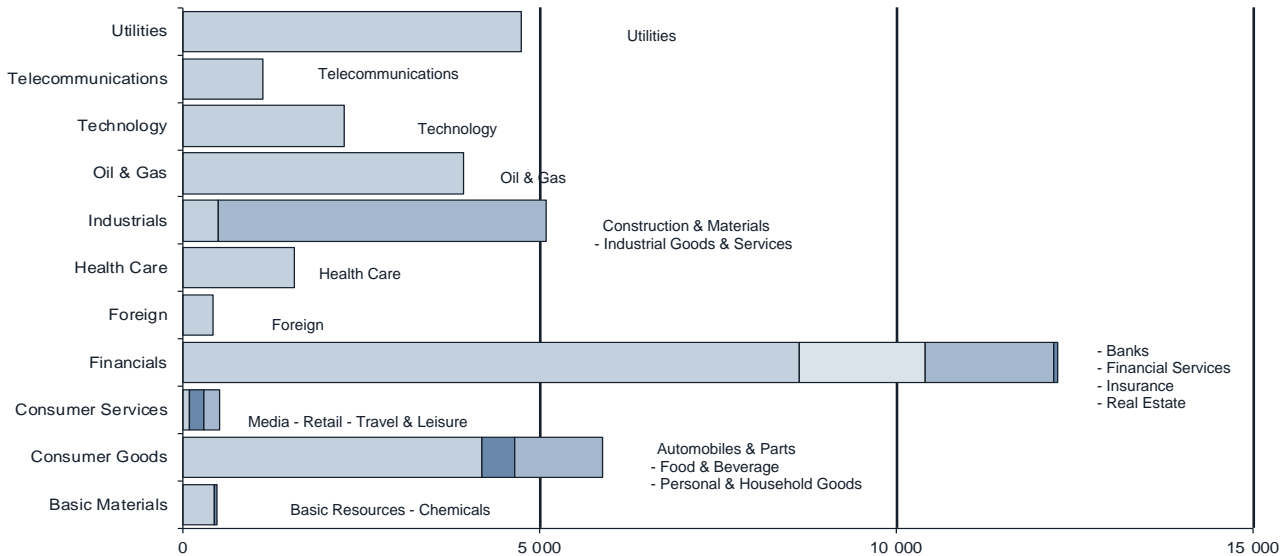 Utilities
Utilities
Telecommunications
Telecommunications
Technology
Technology
Oil & Gas
Oil & Gas
Industrials
Construction & Materials
- Industrial Goods & Services
Health Care
Health Care
Foreign
Foreign
Financials
- Banks
- Financial Services
- Insurance
- Real Estate
Consumer Services
Media - Retail - Travel & Leisure
Consumer Goods
Automobiles & Parts
- Food & Beverage
- Personal & Household Goods
Basic Materials
Basic Resources - Chemicals
0 5 000 10 000 15 000